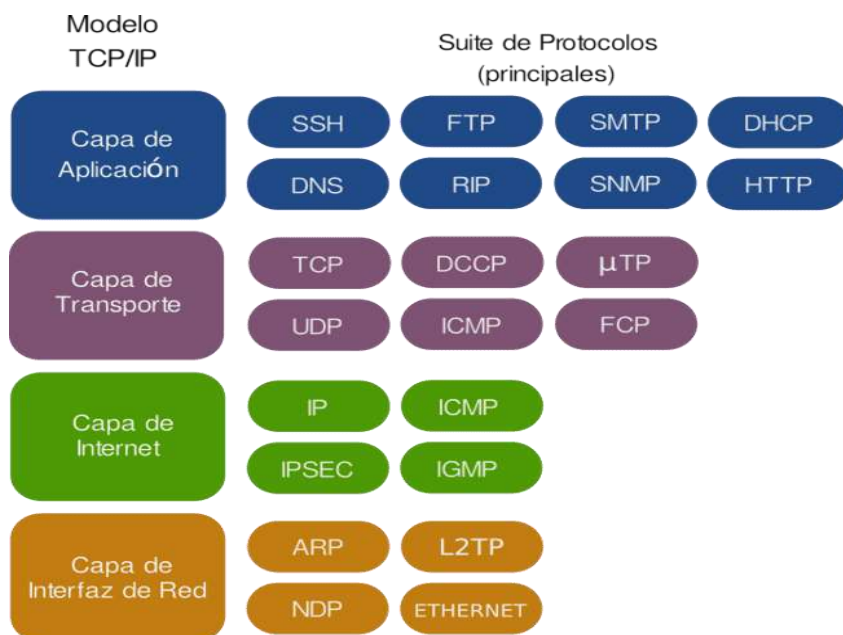 Modelo
TCP/IP
Suite de Protocolos
(principales)
Capa de
Aplicación
SSH
FTP
SMTP
DHCP
DNS
RIP
SNMP
HTTP
Capa de
Transporte
TCP
DCCP
µTP
UDP
ICMP
FCP
Capa de
Internet
IP
ICMP
IPSEC
IGMP
Capa de
Interfaz de Red
ARP
L2TP
NDP
ETHERNET